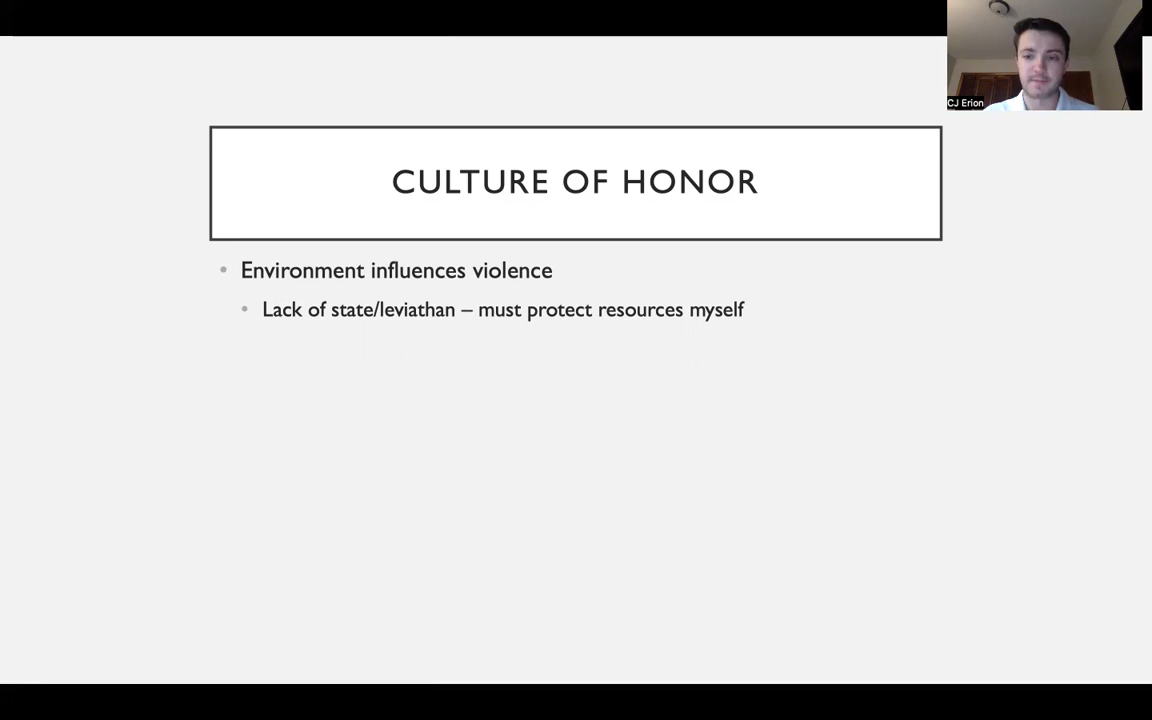 CJ Erion
CULTURE OF HONOR
• Environment influences violence
• Lack of state/leviathan – must protect resources myself